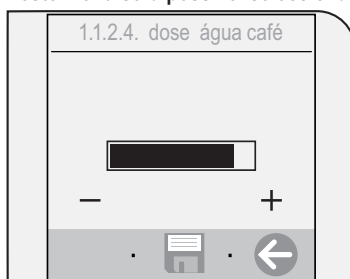 1.1.2.4. dose água café
– +